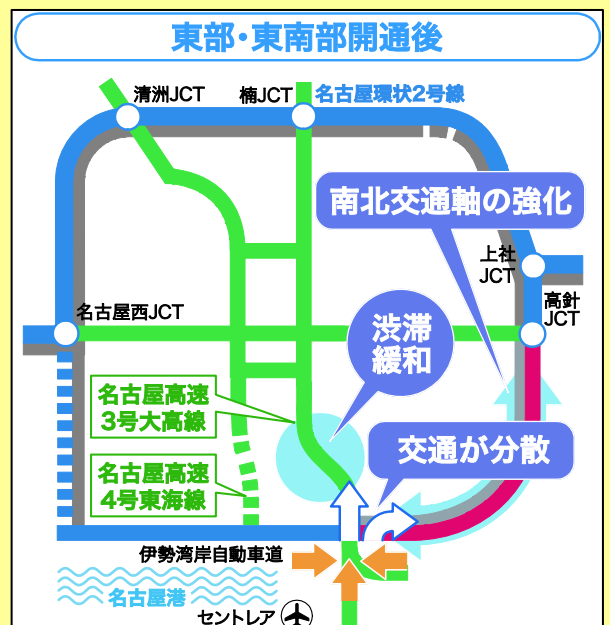 東部・東南部開通後
清洲JCT
楠JCT
名古屋環状2号線
南北交通軸の強化
上社
JCT
高針
JCT
名古屋西JCT
渋滞
緩和
名古屋高速
3号大高線
交通が分散
名古屋高速
4号東海線
伊勢湾岸自動車道
名古屋港
セントレア